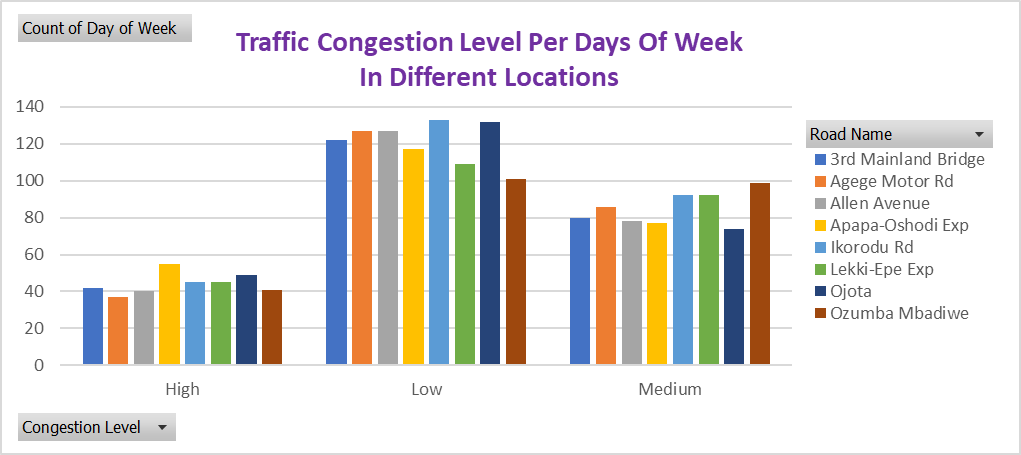 Count of Day of Week
Traffic Congestion Level Per Days Of Week
In Different Locations
140
120
100
80
60
40
20
0
High
Low
Medium
Road Name
3rd Mainland Bridge
Agege Motor Rd
Allen Avenue
Apapa-Oshodi Exp
Ikorodu Rd
Lekki-Epe Exp
Ojota
Ozumba Mbadiwe
Congestion Level